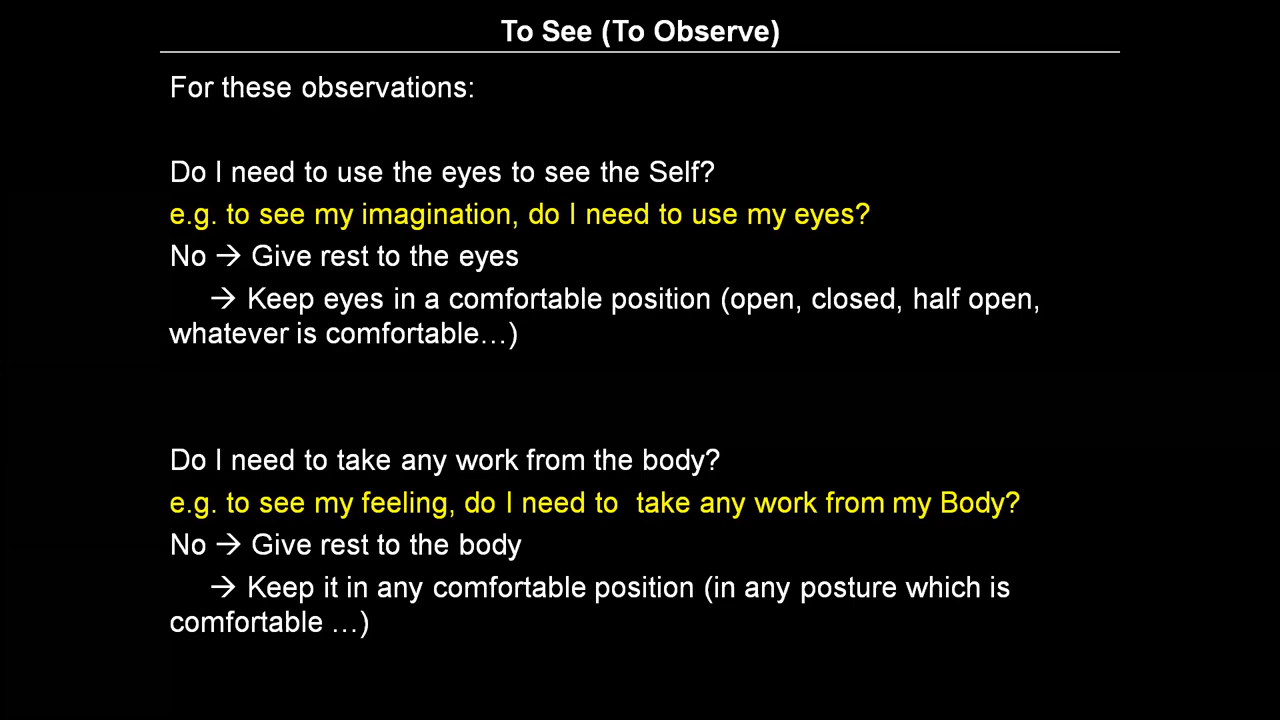 To See (To Observe)
For these observations:
Do I need to use the eyes to see the Self?
e.g. to see my imagination, do I need to use my eyes?
No → Give rest to the eyes
→ Keep eyes in a comfortable position (open, closed, half open,
whatever is comfortable…)
Do I need to take any work from the body?
e.g. to see my feeling, do I need to  take any work from my Body?
No → Give rest to the body
→ Keep it in any comfortable position (in any posture which is
comfortable …)